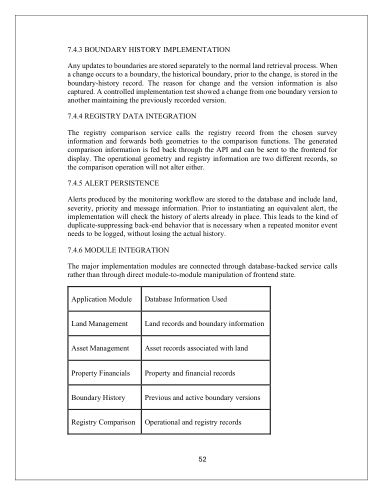 7.4.3 BOUNDARY HISTORY IMPLEMENTATION
Any updates to boundaries are stored separately to the normal land retrieval process. When
a change occurs to a boundary, the historical boundary, prior to the change, is stored in the
boundary-history record. The reason for change and the version information is also
captured. A controlled implementation test showed a change from one boundary version to
another maintaining the previously recorded version.
7.4.4 REGISTRY DATA INTEGRATION
The registry comparison service calls the registry record from the chosen survey
information and forwards both geometries to the comparison functions. The generated
comparison information is fed back through the API and can be sent to the frontend for
display. The operational geometry and registry information are two different records, so
the comparison operation will not alter either.
7.4.5 ALERT PERSISTENCE
Alerts produced by the monitoring workflow are stored to the database and include land,
severity, priority and message information. Prior to instantiating an equivalent alert, the
implementation will check the history of alerts already in place. This leads to the kind of
duplicate-suppressing back-end behavior that is necessary when a repeated monitor event
needs to be logged, without losing the actual history.
7.4.6 MODULE INTEGRATION
The major implementation modules are connected through database-backed service calls
rather than through direct module-to-module manipulation of frontend state.
Application Module Database Information Used
Land Management Land records and boundary information
Asset Management Asset records associated with land
Property Financials Property and financial records
Boundary History Previous and active boundary versions
Registry Comparison Operational and registry records
52